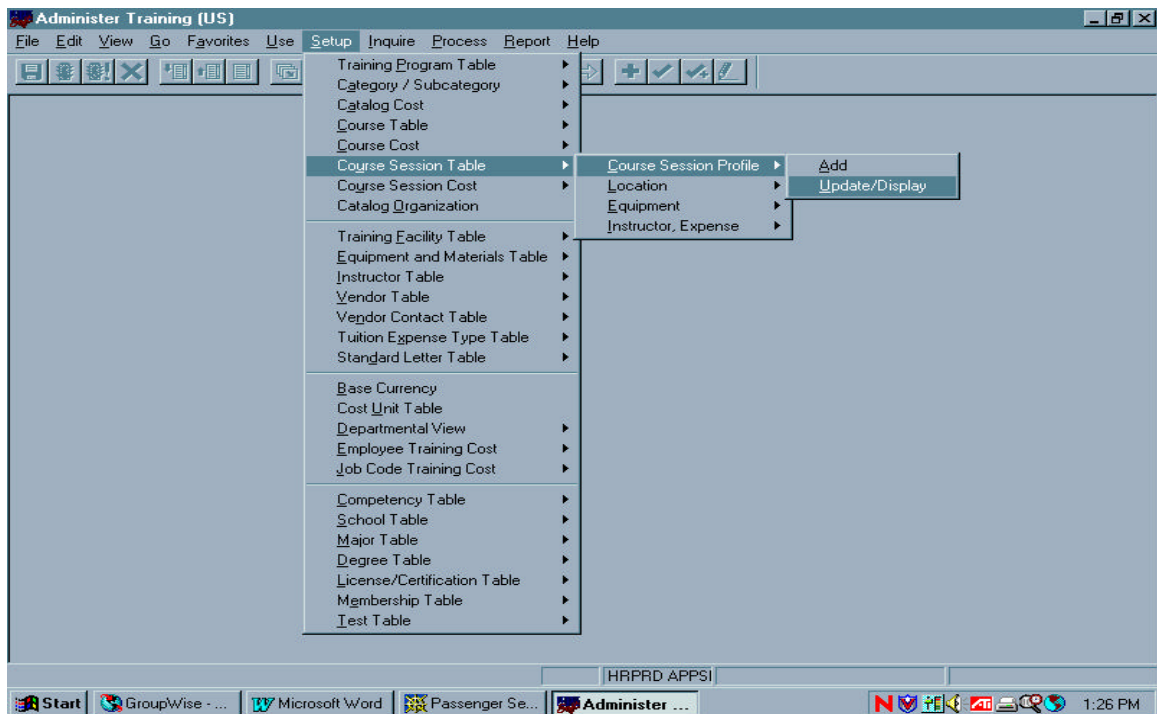 Administer Training (US)
File Edit View Go Favorites Use Setup Inquire Process Report Help
Training Program Table
Category / Subcategory
Catalog Cost
Course Table
Course Cost
Course Session Table
Course Session Cost
Catalog Organization
Training Facility Table
Equipment and Materials Table
Instructor Table
Vendor Table
Vendor Contact Table
Tuition Expense Type Table
Standard Letter Table
Base Currency
Cost Unit Table
Departmental View
Employee Training Cost
Job Code Training Cost
Competency Table
School Table
Major Table
Degree Table
License/Certification Table
Membership Table
Test Table
Course Session Profile
Location
Equipment
Instructor, Expense
Add
Update/Display
HRPRD APPSI
Start GroupWise - ... Microsoft Word Passenger Se... Administer ... N ATI 1:26 PM